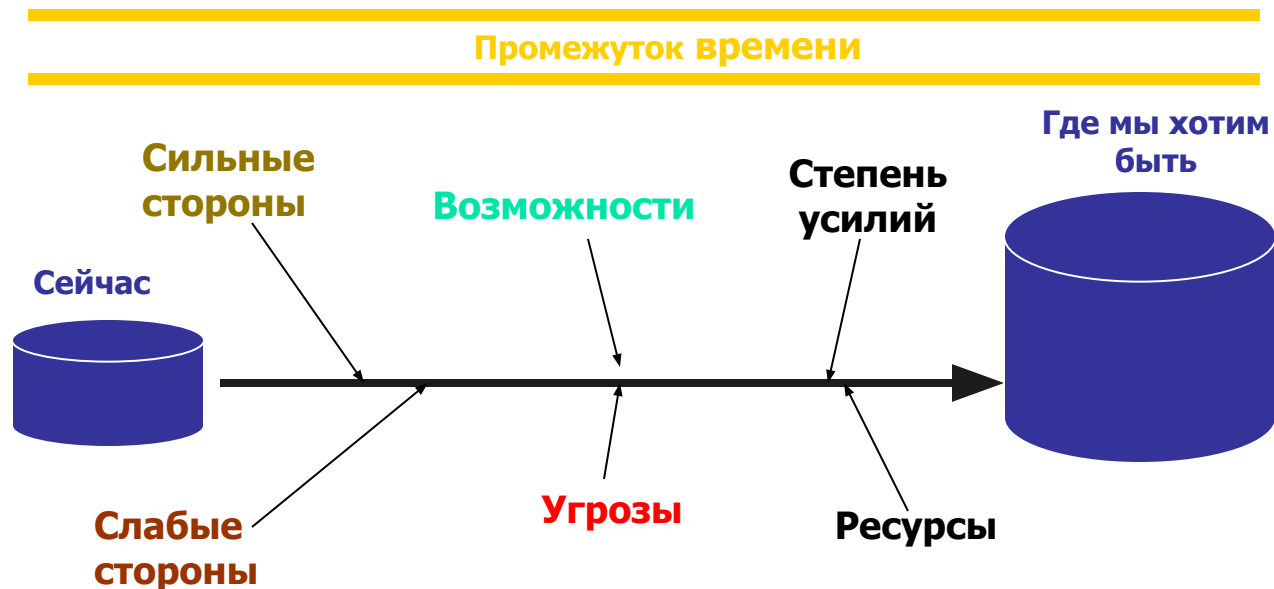 Промежуток времени
Где мы хотим
быть
Сильные
стороны
Возможности
Степень
усилий
Сейчас
Слабые
стороны
Угрозы
Ресурсы